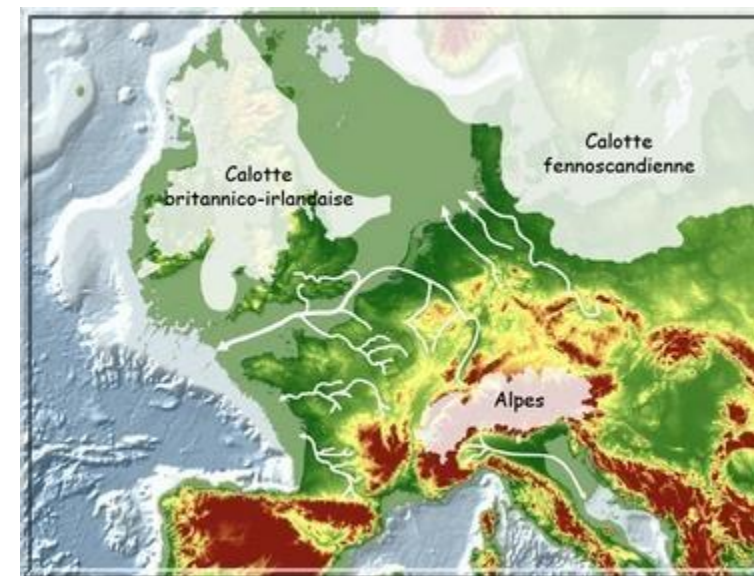 Calotte
fennoscandienne
Calotte
britannico-irlandaise
Alpes